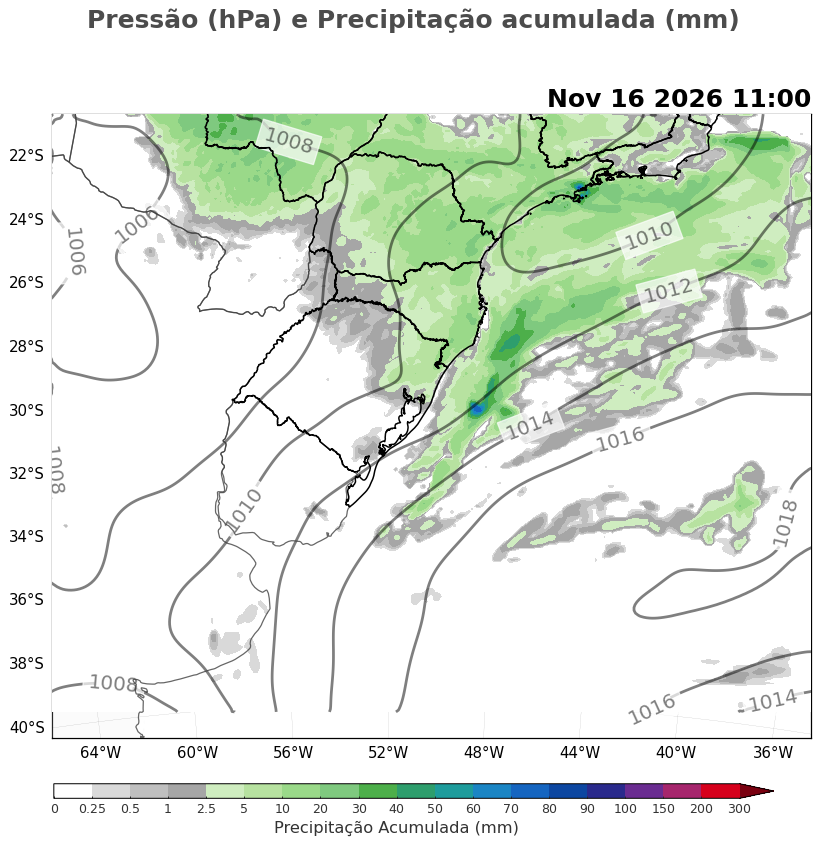 Pressão (hPa) e Precipitação acumulada (mm)
Nov 16 2026 11:00
1008
22°S
24°S
1006
1006
1010
26°S
1012
28°S
30°S
1014
1016
32°S
1008
1010
1018
34°S
36°S
38°S
1008
1016
1014
40°S
64°W 60°W 56°W 52°W 48°W 44°W 40°W 36°W
0 0.25 0.5 1 2.5 5 10 20 30 40 50 60 70 80 90 100 150 200 300
Precipitação Acumulada (mm)